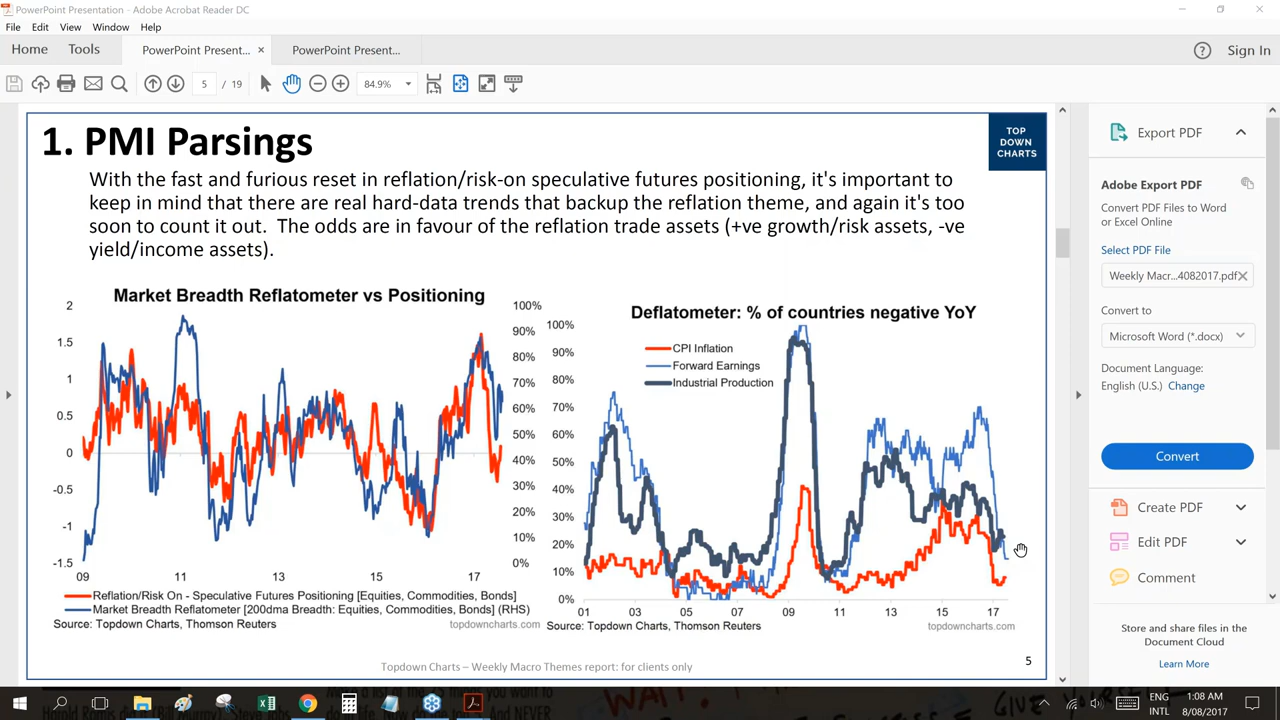 PowerPoint Presentation - Adobe Acrobat Reader DC
File Edit View Window Help
Home Tools PowerPoint Present... × PowerPoint Present... Sign In
5 / 19 84.9%
1. PMI Parsings
TOP
DOWN
CHARTS
With the fast and furious reset in reflation/risk-on speculative futures positioning, it's important to
keep in mind that there are real hard-data trends that backup the reflation theme, and again it's too
soon to count it out. The odds are in favour of the reflation trade assets (+ve growth/risk assets, -ve
yield/income assets).
Market Breadth Reflatometer vs Positioning
2
1.5
1
0.5
0
-0.5
-1
-1.5
100%
90%
80%
70%
60%
50%
40%
30%
20%
10%
0%
09 11 13 15 17
Reflation/Risk On - Speculative Futures Positioning [Equities, Commodities, Bonds]
Market Breadth Reflatometer [200dma Breadth: Equities, Commodities, Bonds] (RHS)
Source: Topdown Charts, Thomson Reuters topdowncharts.com
Deflatometer: % of countries negative YoY
100%
90%
80%
70%
60%
50%
40%
30%
20%
10%
0%
CPI Inflation
Forward Earnings
Industrial Production
01 03 05 07 09 11 13 15 17
Source: Topdown Charts, Thomson Reuters topdowncharts.com
Topdown Charts – Weekly Macro Themes report: for clients only
5
Export PDF
Adobe Export PDF
Convert PDF Files to Word
or Excel Online
Select PDF File
Weekly Macr...4082017.pdf
Convert to
Microsoft Word (*.docx)
Document Language:
English (U.S.) Change
Convert
Create PDF
Edit PDF
Comment
Store and share files in the
Document Cloud
Learn More
ENG
INTL
1:08 AM
8/08/2017